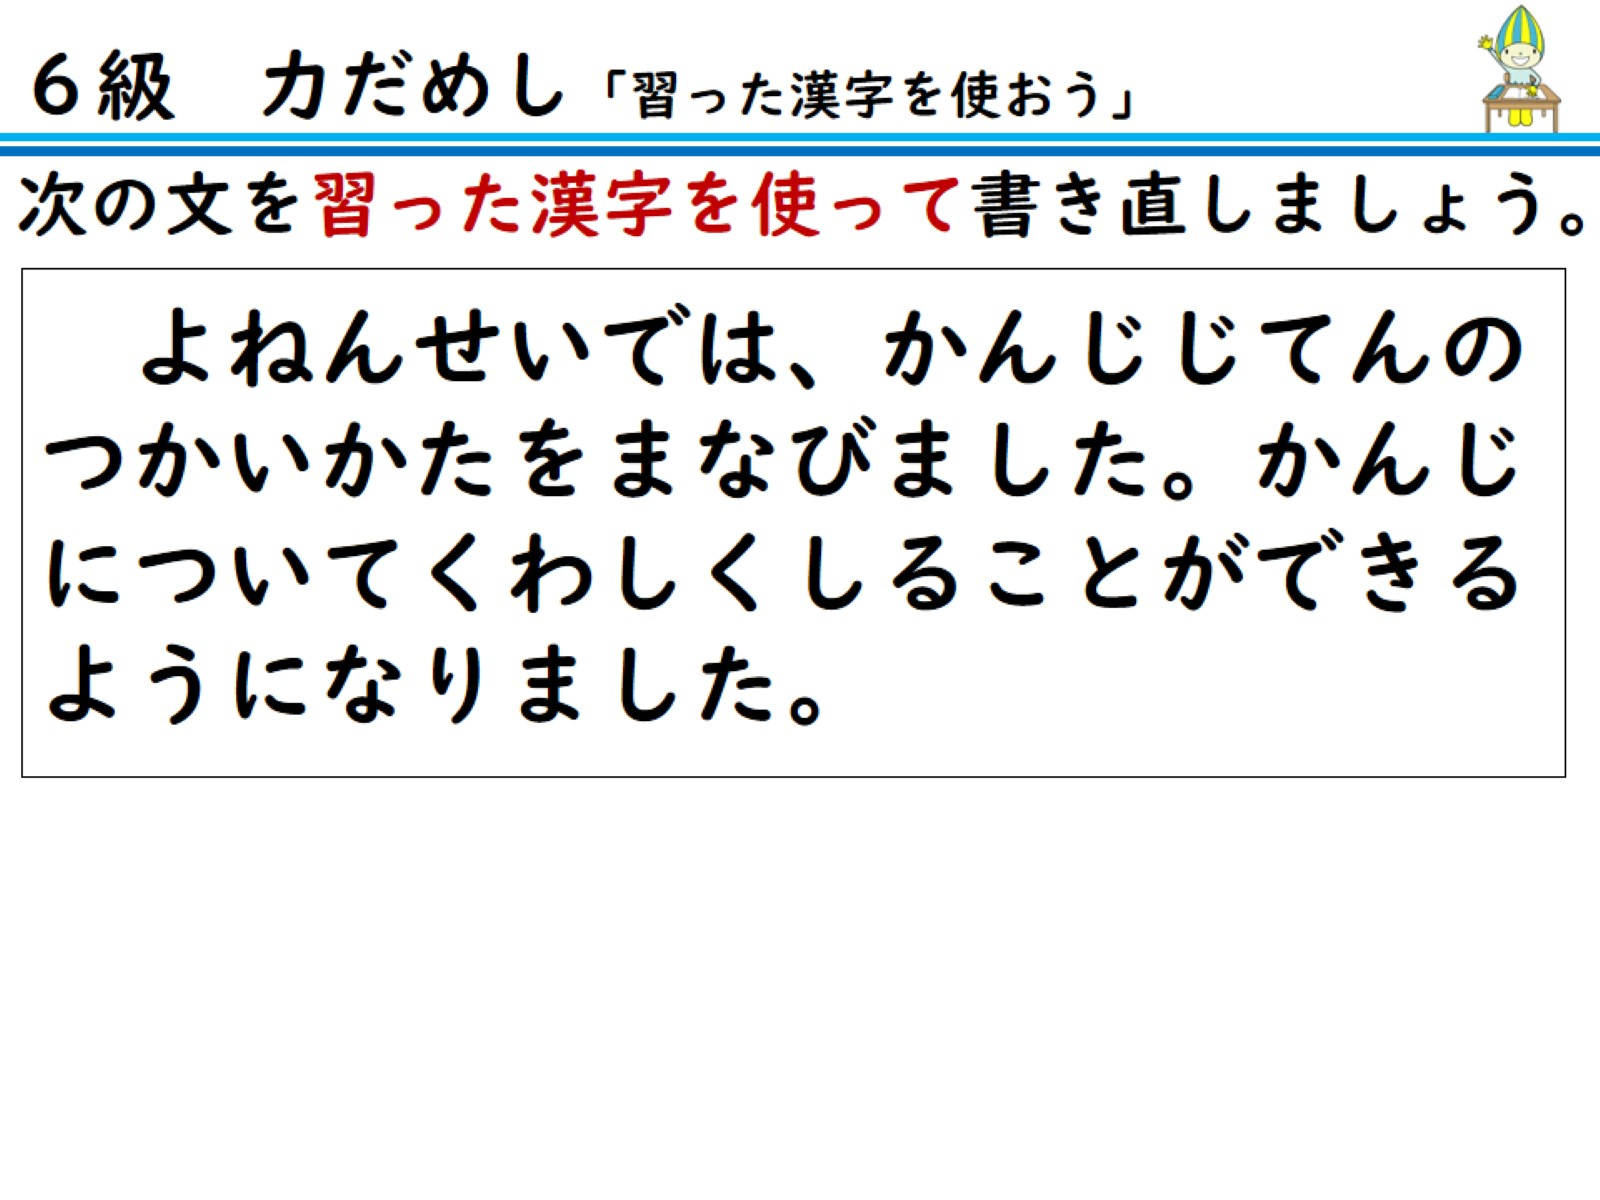 ６級　力だめし「習った漢字を使おう」
次の文を習った漢字を使って書き直しましょう。
よねんせいでは、かんじじてんの
つかいかたをまなびました。かんじ
についてくわしくしることができる
ようになりました。